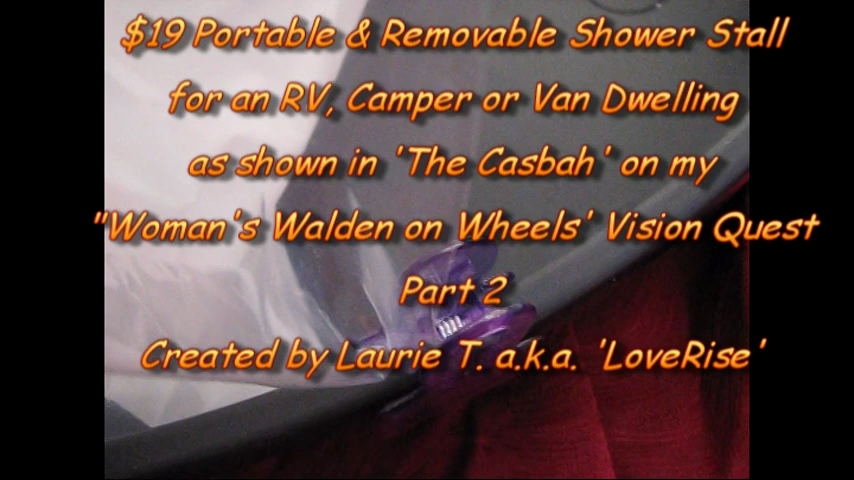 $19 Portable & Removable Shower Stall
for an RV, Camper or Van Dwelling
as shown in 'The Casbah' on my
"Woman's Walden on Wheels' Vision Quest
Part 2
Created by Laurie T. a.k.a. 'LoveRise'